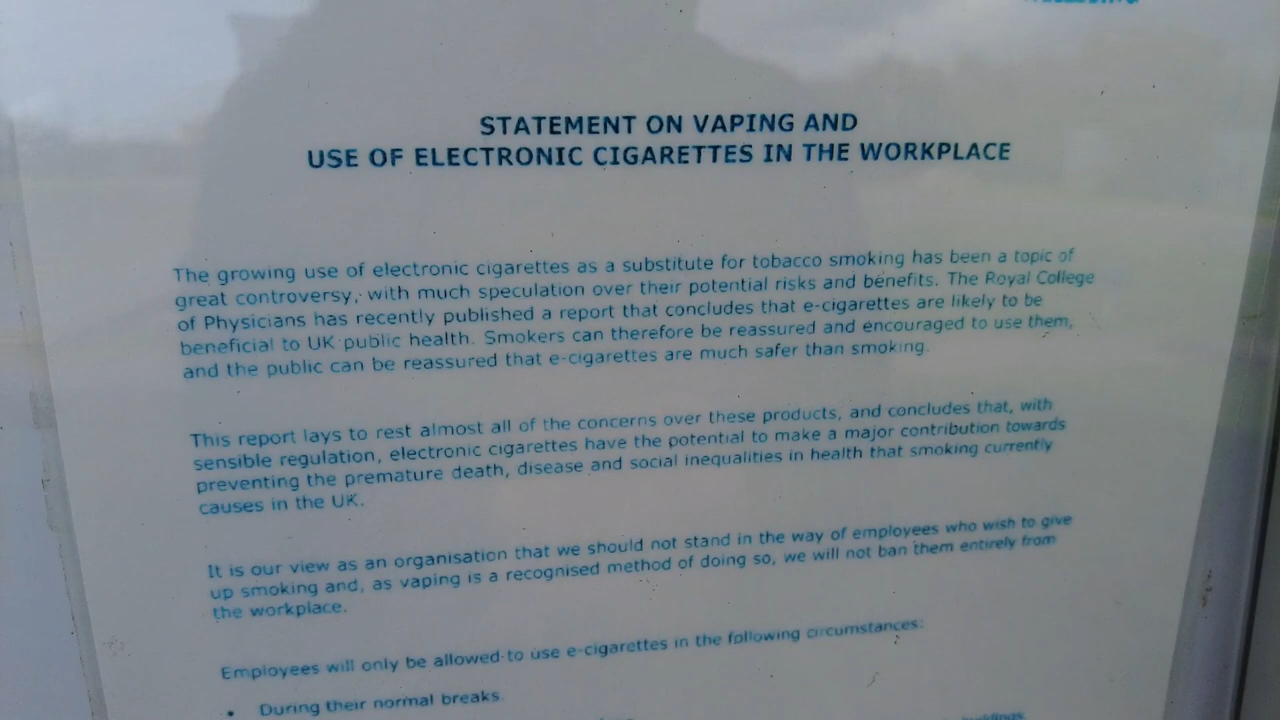 STATEMENT ON VAPING AND
USE OF ELECTRONIC CIGARETTES IN THE WORKPLACE
The growing use of electronic cigarettes as a substitute for tobacco smoking has been a topic of
great controversy, with much speculation over their potential risks and benefits. The Royal College
of Physicians has recently published a report that concludes that e-cigarettes are likely to be
beneficial to UK public health. Smokers can therefore be reassured and encouraged to use them,
and the public can be reassured that e-cigarettes are much safer than smoking.
This report lays to rest almost all of the concerns over these products, and concludes that, with
sensible regulation, electronic cigarettes have the potential to make a major contribution towards
preventing the premature death, disease and social inequalities in health that smoking currently
causes in the UK.
It is our view as an organisation that we should not stand in the way of employees who wish to give
up smoking and, as vaping is a recognised method of doing so, we will not ban them entirely from
the workplace.
Employees will only be allowed to use e-cigarettes in the following circumstances:
• During their normal breaks.